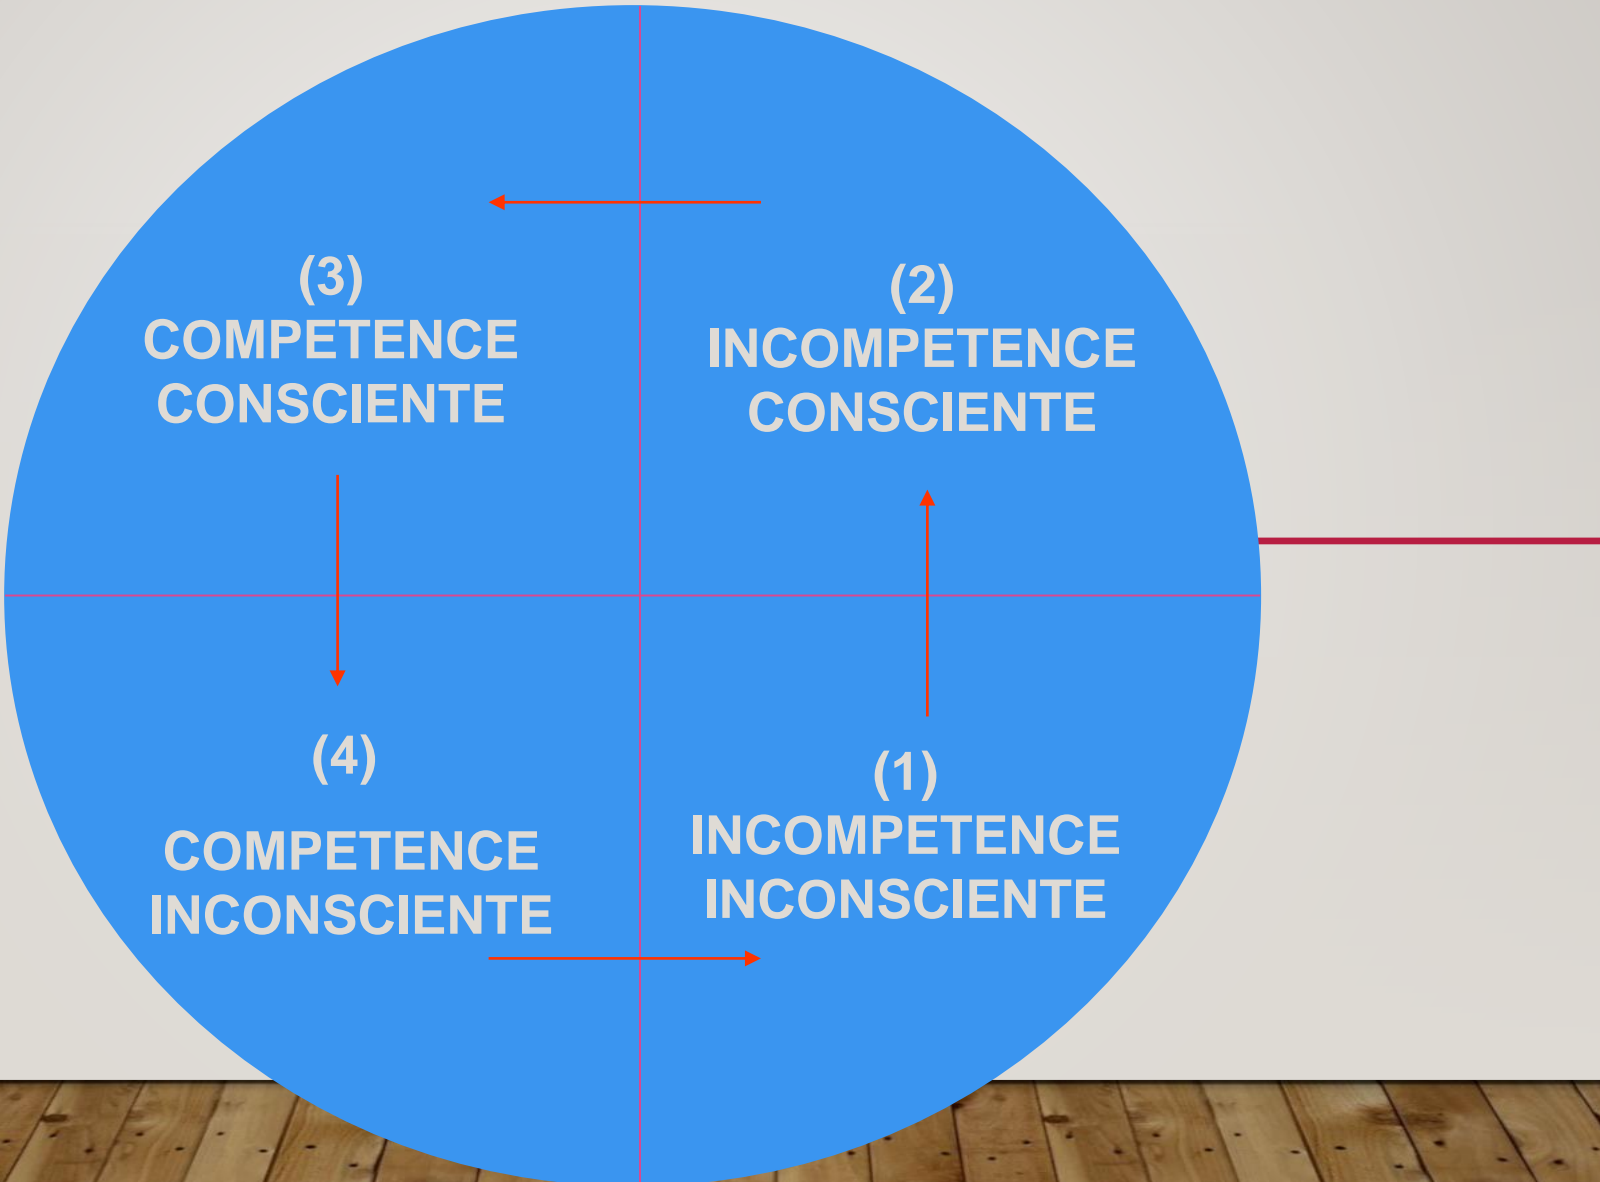 (3)
COMPETENCE
CONSCIENTE
(2)
INCOMPETENCE
CONSCIENTE
(4)
COMPETENCE
INCONSCIENTE
(1)
INCOMPETENCE
INCONSCIENTE